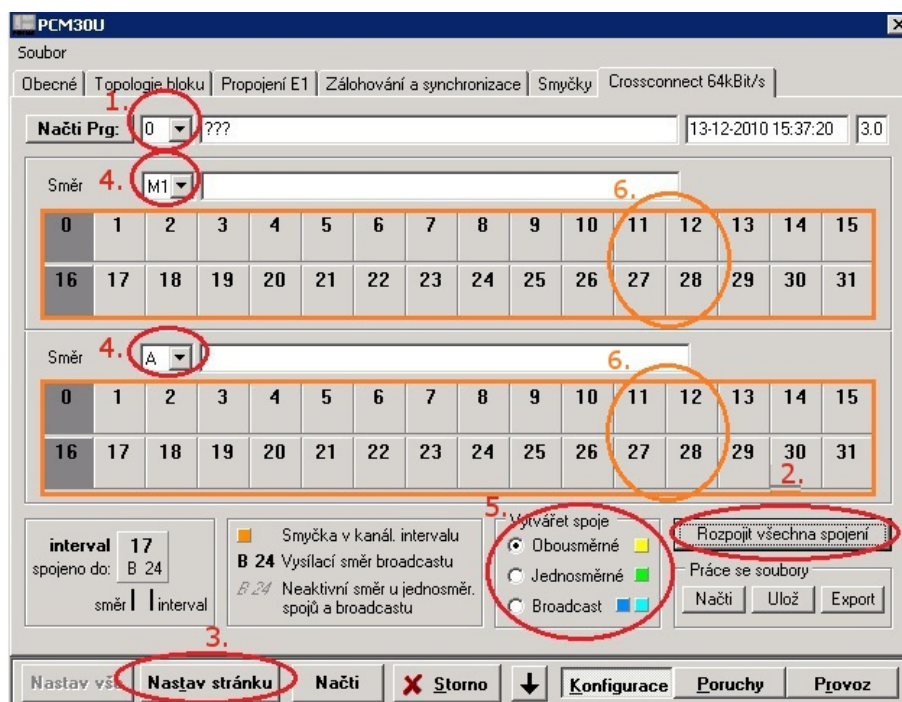 PCM30U
Soubor
Obecné Topologie bloku Propojení E1 Zálohování a synchronizace Smyčky Crossconnect 64kBit/s
1.
Načti Prg: 0 ??? 13-12-2010 15:37:20 3.0
Směr 4. M1 6.
0 1 2 3 4 5 6 7 8 9 10 11 12 13 14 15
16 17 18 19 20 21 22 23 24 25 26 27 28 29 30 31
Směr 4. A 6.
0 1 2 3 4 5 6 7 8 9 10 11 12 13 14 15
16 17 18 19 20 21 22 23 24 25 26 27 28 29 30 31
2.
interval 17
spojeno do: B 24
směr interval
Smyčka v kanál. intervalu
B 24 Vysílací směr broadcastu
B 24 Neaktivní směr u jednosměr.
spojů a broadcastu
5.
Vytvářet spoje
Obousměrné
Jednosměrné
Broadcast
Rozpojit všechna spojení
Práce se soubory
Načti Ulož Export
3.
Nastav vše Nastav stránku Načti Storno Konfigurace Poruchy Provoz